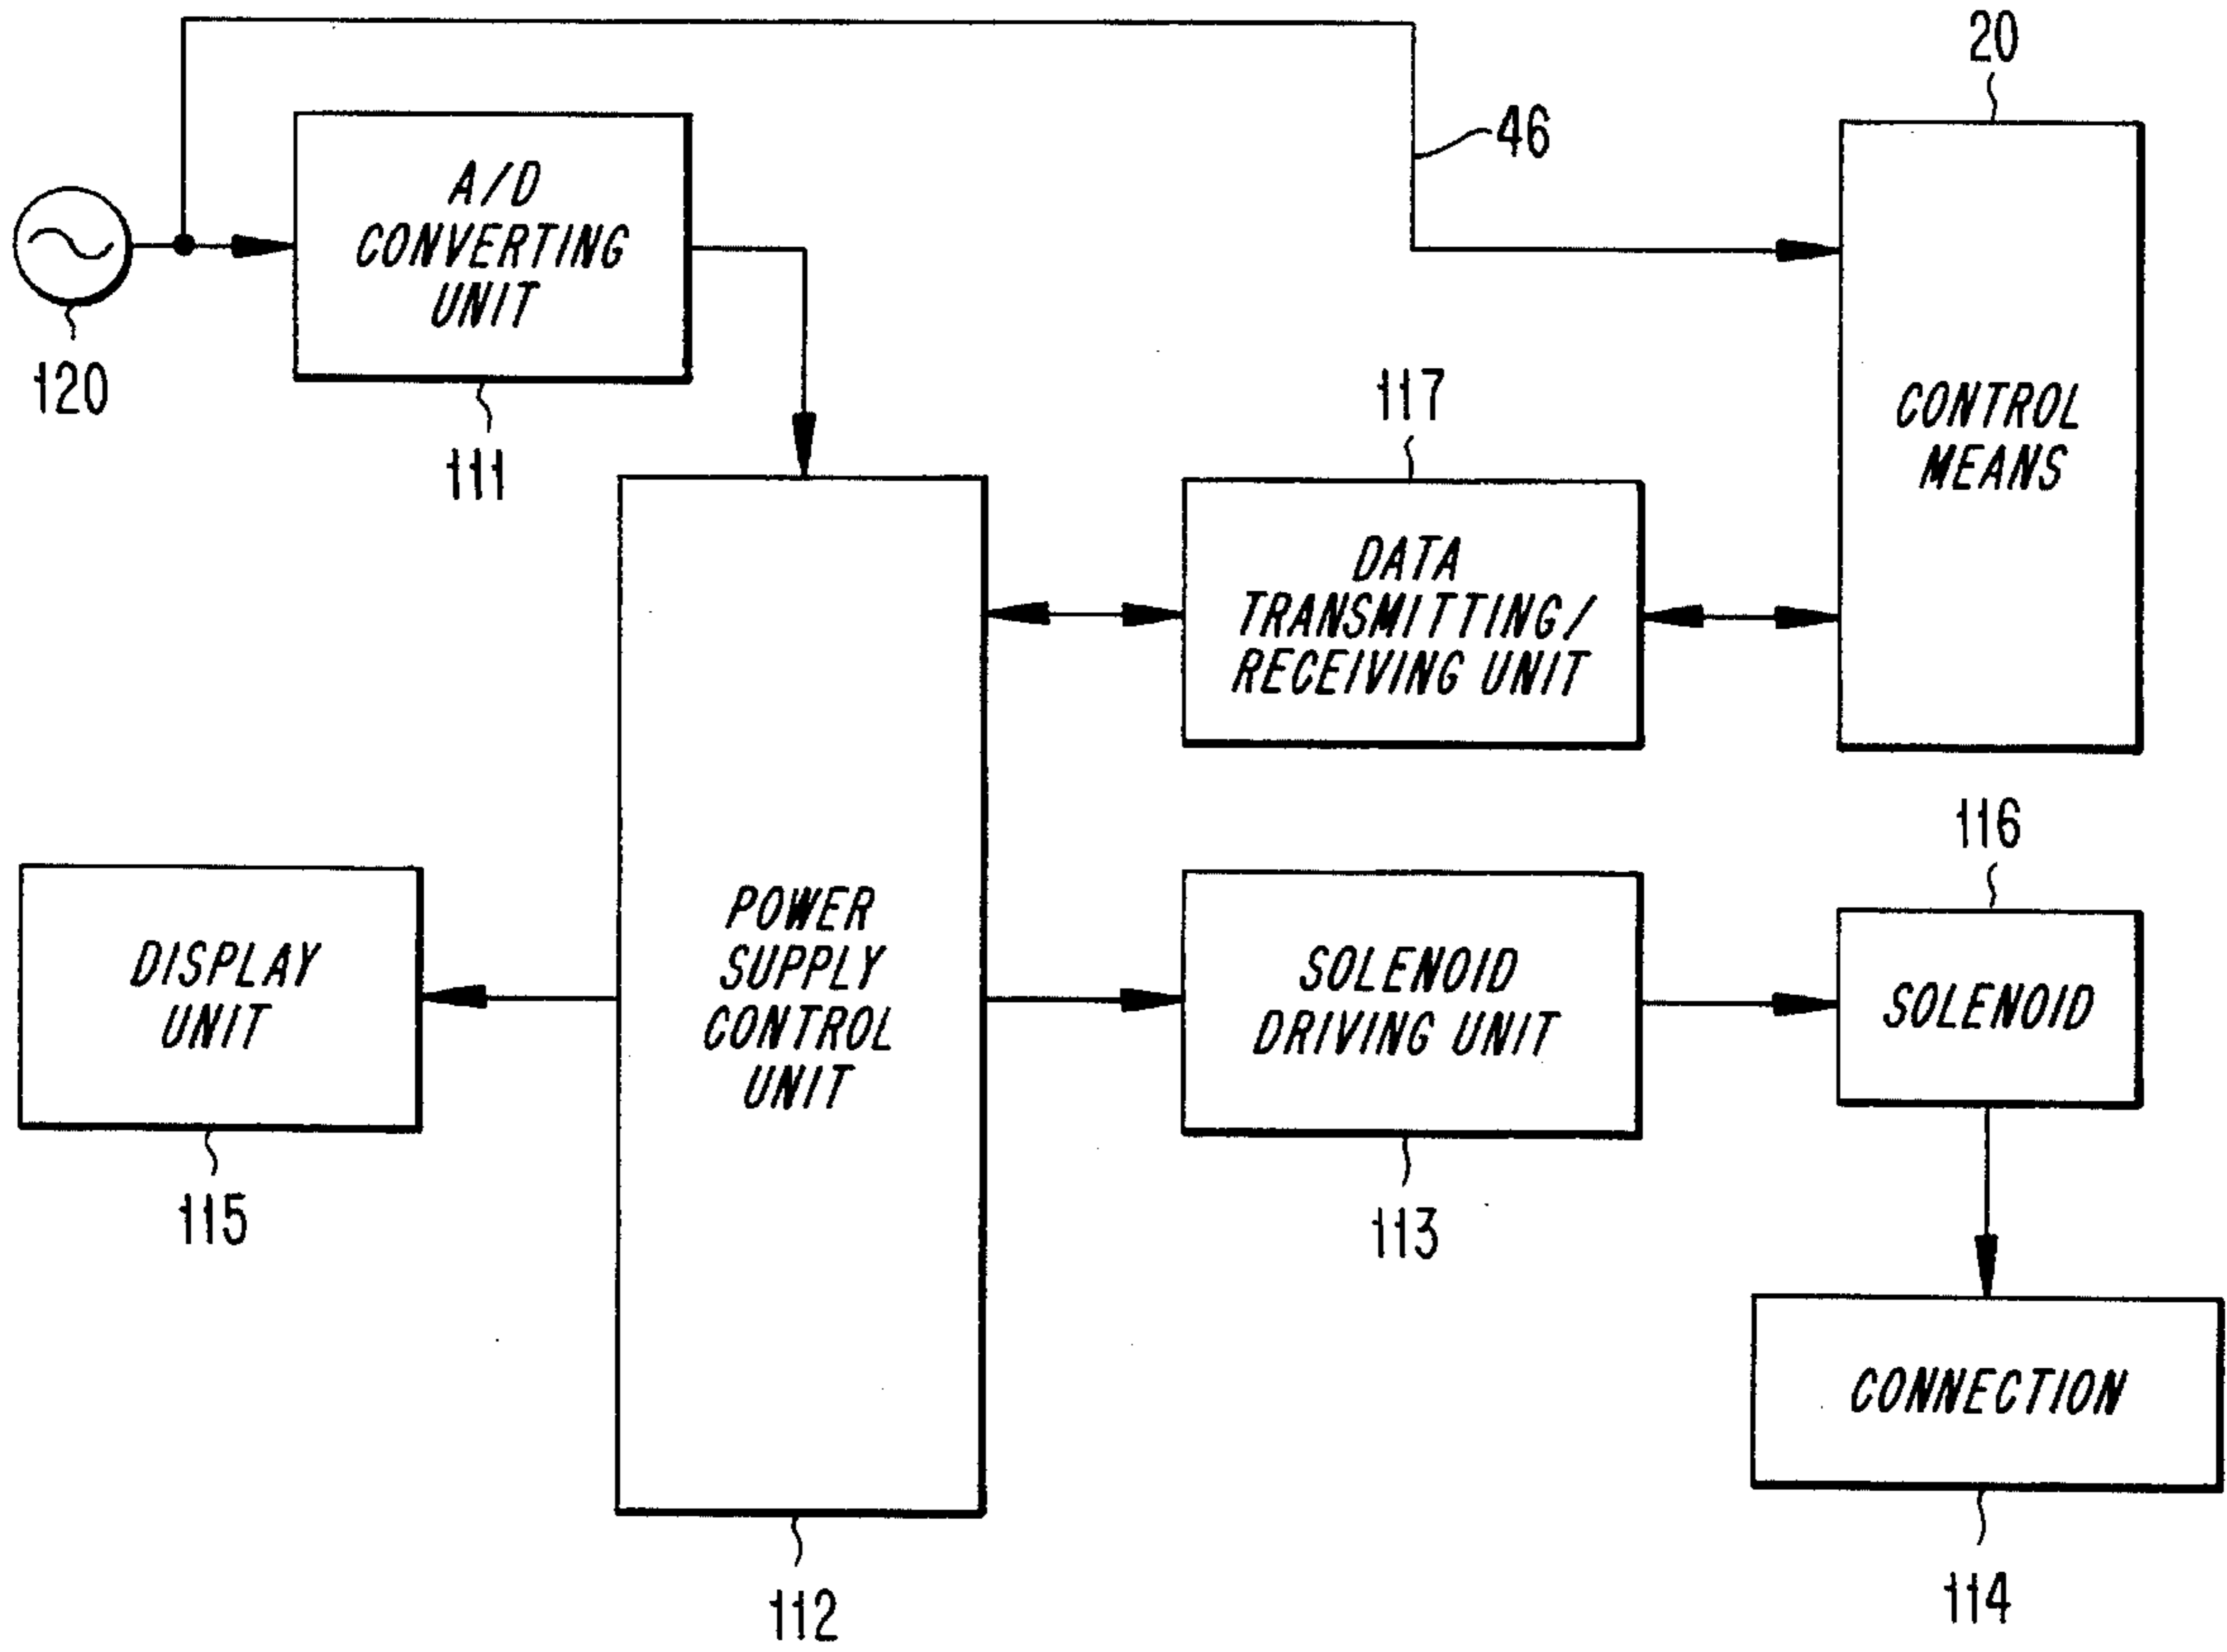 20
46
A/D
CONVERTING
UNIT
120
111
117
CONTROL
MEANS
DATA
TRANSMITTING/
RECEIVING UNIT
116
DISPLAY
UNIT
POWER
SUPPLY
CONTROL
UNIT
SOLENOID
DRIVING UNIT
SOLENOID
115
113
CONNECTION
112
114